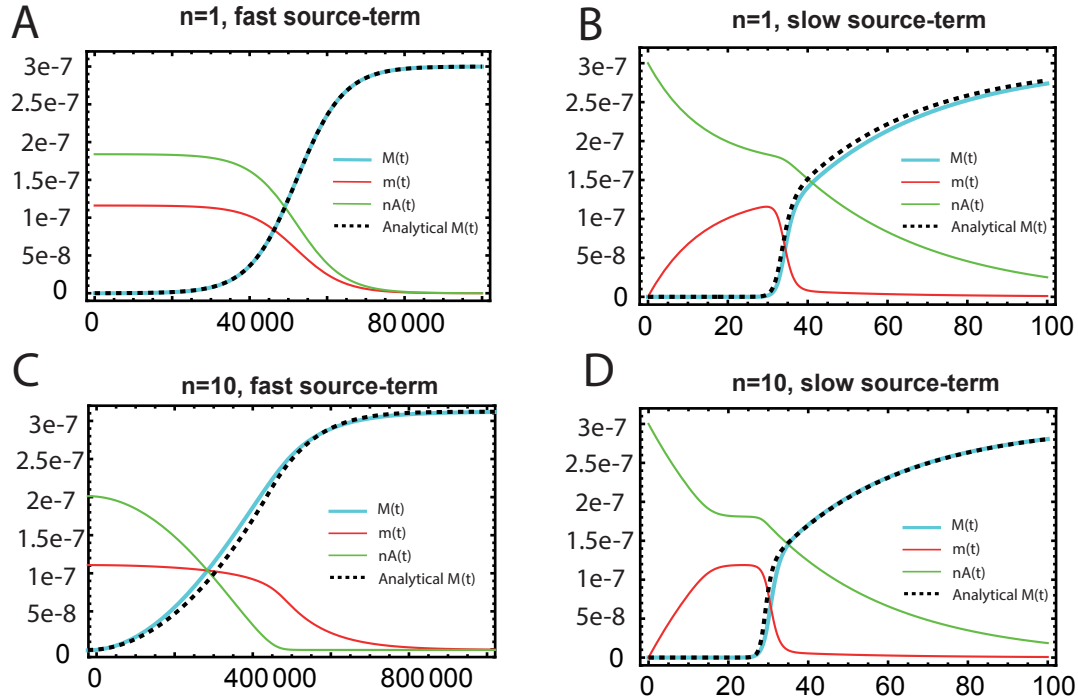 A
n=1, fast source-term
3e-7
2.5e-7
2e-7
1.5e-7
1e-7
5e-8
0
M(t)
m(t)
nA(t)
Analytical M(t)
0 40 000 80 000
B
n=1, slow source-term
3e-7
2.5e-7
2e-7
1.5e-7
1e-7
5e-8
0
M(t)
m(t)
nA(t)
Analytical M(t)
0 20 40 60 80 100
C
n=10, fast source-term
3e-7
2.5e-7
2e-7
1.5e-7
1e-7
5e-8
0
M(t)
m(t)
nA(t)
Analytical M(t)
0 400 000 800 000
D
n=10, slow source-term
3e-7
2.5e-7
2e-7
1.5e-7
1e-7
5e-8
0
M(t)
m(t)
nA(t)
Analytical M(t)
0 20 40 60 80 100